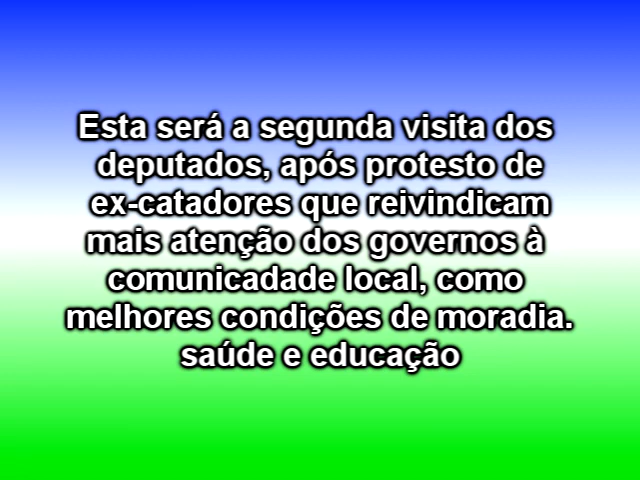 Esta será a segunda visita dos
deputados, após protesto de
ex-catadores que reivindicam
mais atenção dos governos à
comunicadade local, como
melhores condições de moradia.
saúde e educação